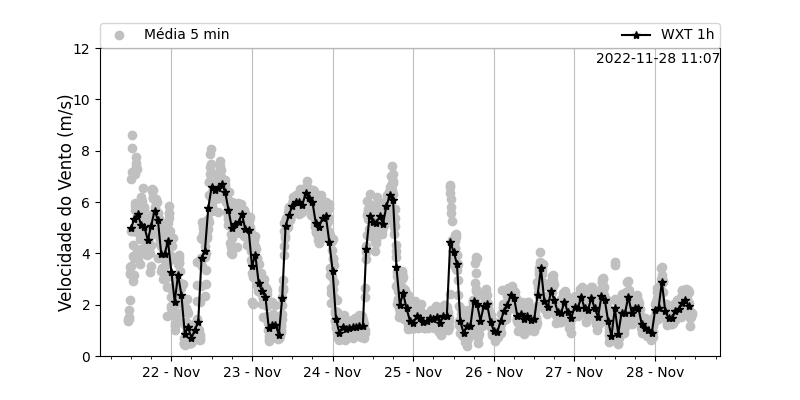 Média 5 min
WXT 1h
2022-11-28 11:07
Velocidade do Vento (m/s)
12
10
8
6
4
2
0
22 - Nov
23 - Nov
24 - Nov
25 - Nov
26 - Nov
27 - Nov
28 - Nov